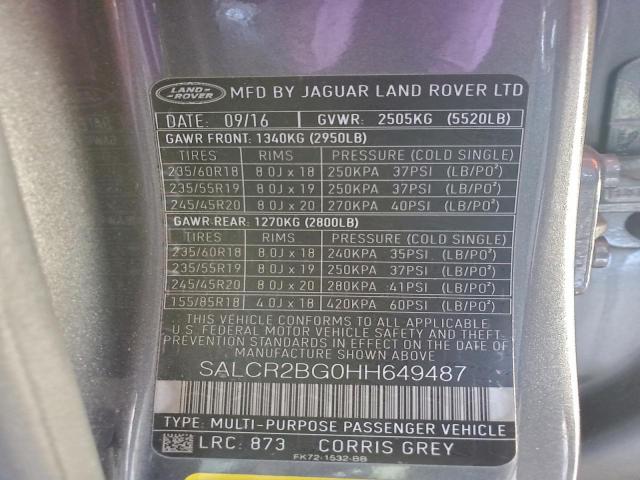 LAND-
ROVER
MFD BY JAGUAR LAND ROVER LTD
DATE: 09/16 GVWR: 2505KG (5520LB)
GAWR FRONT: 1340KG (2950LB)
TIRES RIMS PRESSURE (COLD SINGLE)
235/60R18 8.0J x 18 250KPA 37PSI (LB/PO²)
235/55R19 8.0J x 19 250KPA 37PSI (LB/PO²)
245/45R20 8.0J x 20 270KPA 40PSI (LB/PO²)
GAWR REAR: 1270KG (2800LB)
TIRES RIMS PRESSURE (COLD SINGLE)
235/60R18 8.0J x 18 240KPA 35PSI (LB/PO²)
235/55R19 8.0J x 19 250KPA 37PSI (LB/PO²)
245/45R20 8.0J x 20 280KPA 41PSI (LB/PO²)
155/85R18 4.0J x 18 420KPA 60PSI (LB/PO²)
THIS VEHICLE CONFORMS TO ALL APPLICABLE
U.S. FEDERAL MOTOR VEHICLE SAFETY AND THEFT-
PREVENTION STANDARDS IN EFFECT ON THE DATE OF
MANUFACTURE SHOWN ABOVE
SALCR2BG0HH649487
TYPE: MULTI-PURPOSE PASSENGER VEHICLE
LRC: 873 CORRIS GREY
FK72-1532-BB